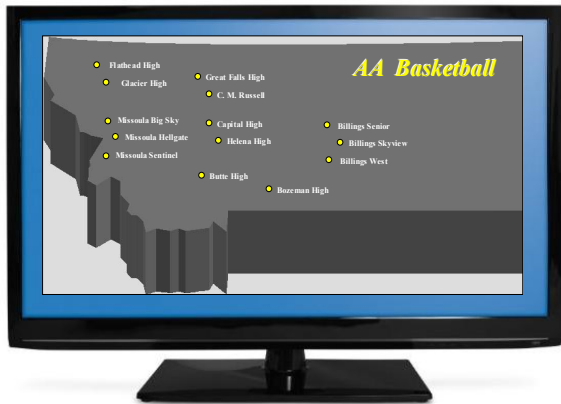 AA Basketball
Flathead High
Glacier High
Great Falls High
C. M. Russell
Missoula Big Sky
Missoula Hellgate
Missoula Sentinel
Capital High
Helena High
Billings Senior
Billings Skyview
Billings West
Butte High
Bozeman High